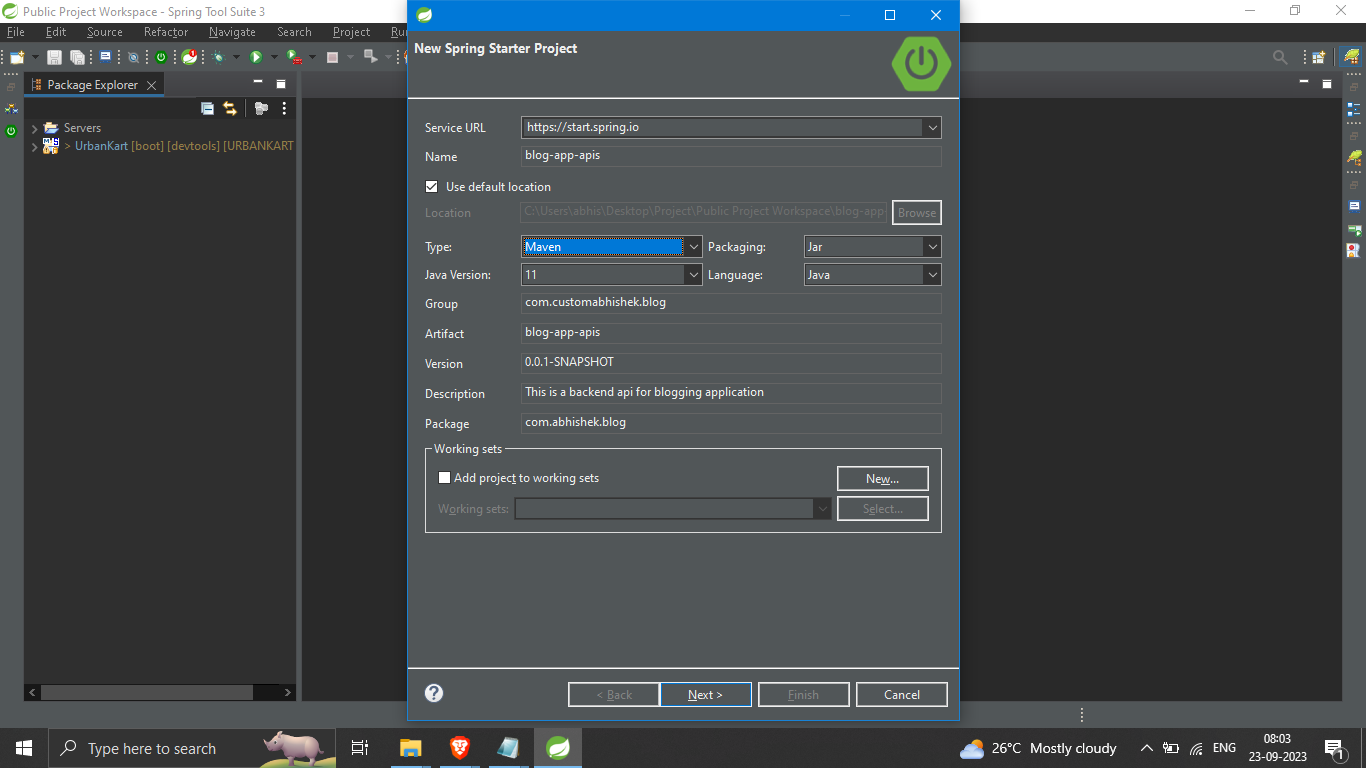 Public Project Workspace - Spring Tool Suite 3
File Edit Source Refactor Navigate Search Project
Package Explorer
Servers
> UrbanKart [boot] [devtools] [URBANKART
New Spring Starter Project
Service URL https://start.spring.io
Name blog-app-apis
Use default location
Location C:\Users\abhis\Desktop\Project\Public Project Workspace\blog-app Browse
Type: Maven Packaging: Jar
Java Version: 11 Language: Java
Group com.customabhishek.blog
Artifact blog-app-apis
Version 0.0.1-SNAPSHOT
Description This is a backend api for blogging application
Package com.abhishek.blog
Working sets
Add project to working sets New...
Working sets: Select...
? < Back Next > Finish Cancel
Type here to search
26°C Mostly cloudy
ENG
08:03
23-09-2023
1